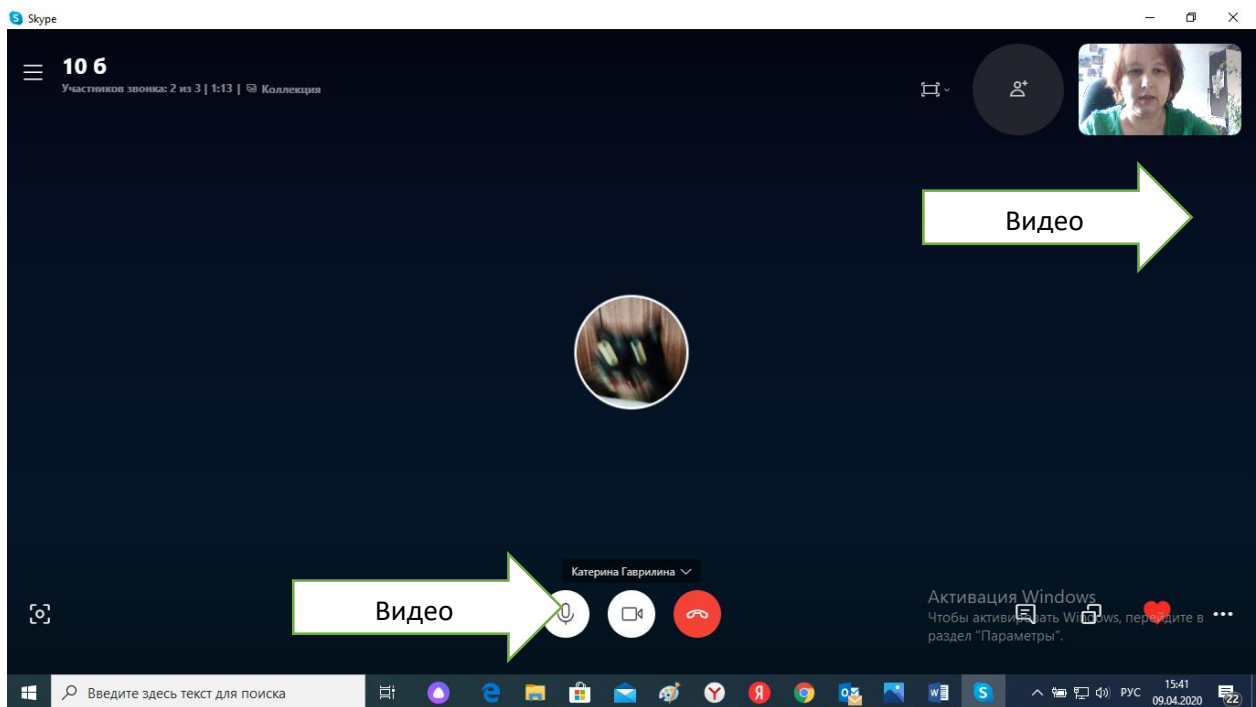 Skype
10 б
Участников звонка: 2 из 3 | 1:13 | Коллекция
Видео
Катерина Гаврилина
Видео
Активация Windows
Чтобы активировать Windows, перейдите в
раздел "Параметры".
Введите здесь текст для поиска
РУС
15:41
09.04.2020
22